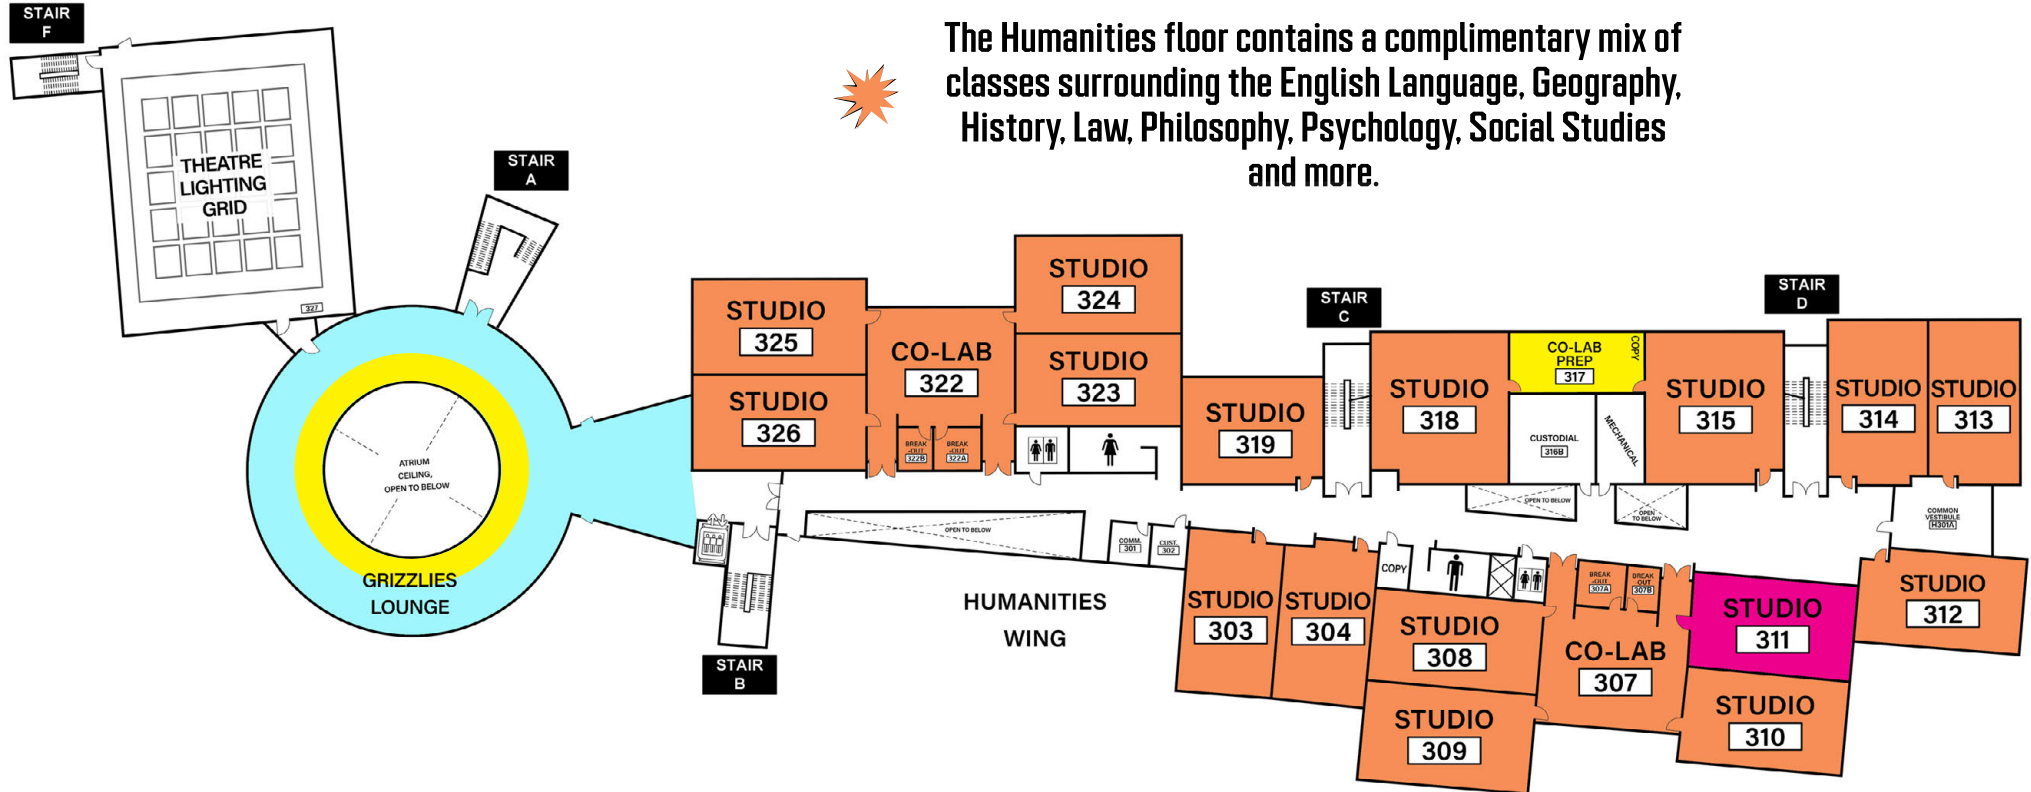 STAIR
F
The Humanities floor contains a complimentary mix of
classes surrounding the English Language, Geography,
History, Law, Philosophy, Psychology, Social Studies
and more.
THEATRE
LIGHTING
GRID
327
STAIR
A
GRIZZLIES
LOUNGE
ATRIUM
CEILING,
OPEN TO BELOW
STAIR
B
STUDIO
325
STUDIO
326
CO-LAB
322
BREAK
-OUT
322B
BREAK
-OUT
322A
STUDIO
324
STUDIO
323
STUDIO
319
STAIR
C
STUDIO
318
CO-LAB
PREP
317
COPY
CUSTODIAL
316B
MECHANICAL
STUDIO
315
STAIR
D
STUDIO
314
STUDIO
313
OPEN TO BELOW
OPEN TO BELOW
OPEN
TO BELOW
COMMON
VESTIBULE
H301A
COMM.
301
CUST.
302
HUMANITIES
WING
STUDIO
303
STUDIO
304
COPY
STUDIO
308
STUDIO
309
BREAK
-OUT
307A
BREAK
-OUT
307B
CO-LAB
307
STUDIO
311
STUDIO
310
STUDIO
312